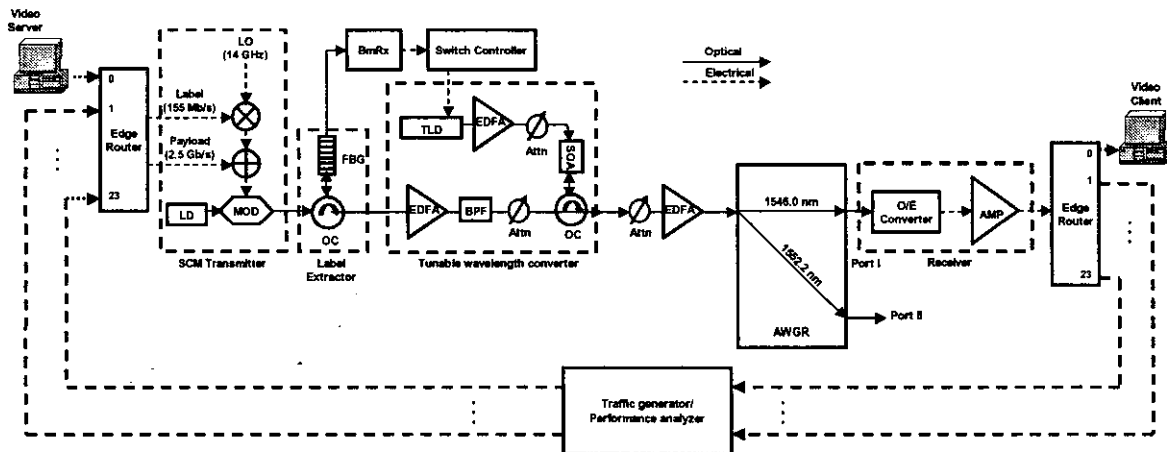 Video
Server
0
1
23
Edge
Router
Label
(155 Mb/s)
Payload
(2.5 Gb/s)
LO
(14 GHz)
LD
MOD
SCM Transmitter
FBG
OC
Label
Extractor
BmRx
Switch Controller
TLD
EDFA
Attn
SOA
EDFA
BPF
Attn
OC
Tunable wavelength converter
Attn
EDFA
Optical
Electrical
1546.0 nm
1552.2 nm
AWGR
Port I
Port II
O/E
Converter
AMP
Receiver
Video
Client
0
1
23
Edge
Router
Traffic generator/
Performance analyzer